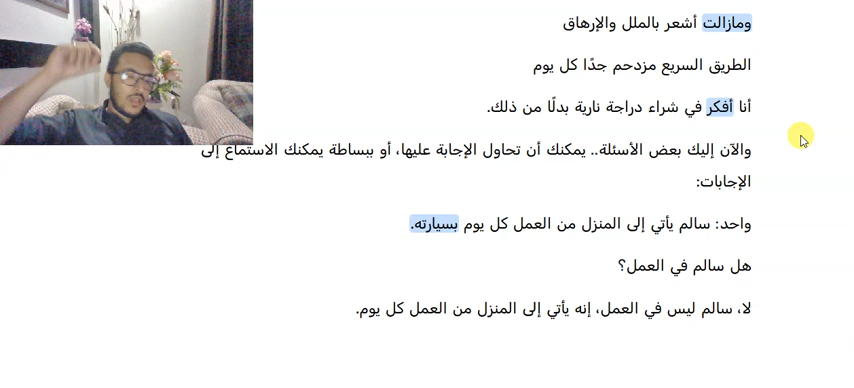 ومازالت أشعر بالملل والإرهاق
الطريق السريع مزدحم جدًا كل يوم
أنا أفكر في شراء دراجة نارية بدلًا من ذلك.
والآن إليك بعض الأسئلة.. يمكنك أن تحاول الإجابة عليها، أو ببساطة يمكنك الاستماع إلى
الإجابات:
واحد: سالم يأتي إلى المنزل من العمل كل يوم بسيارته.
هل سالم في العمل؟
لا، سالم ليس في العمل، إنه يأتي إلى المنزل من العمل كل يوم.